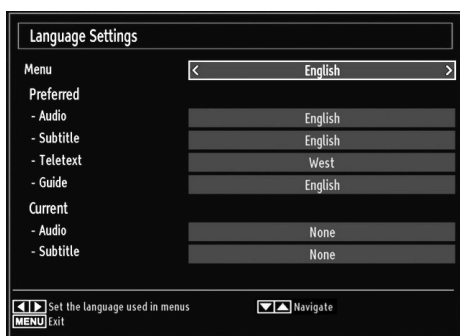 Language Settings
Menu < English >
Preferred
- Audio English
- Subtitle English
- Teletext West
- Guide English
Current
- Audio None
- Subtitle None
Set the language used in menus Navigate
MENU Exit